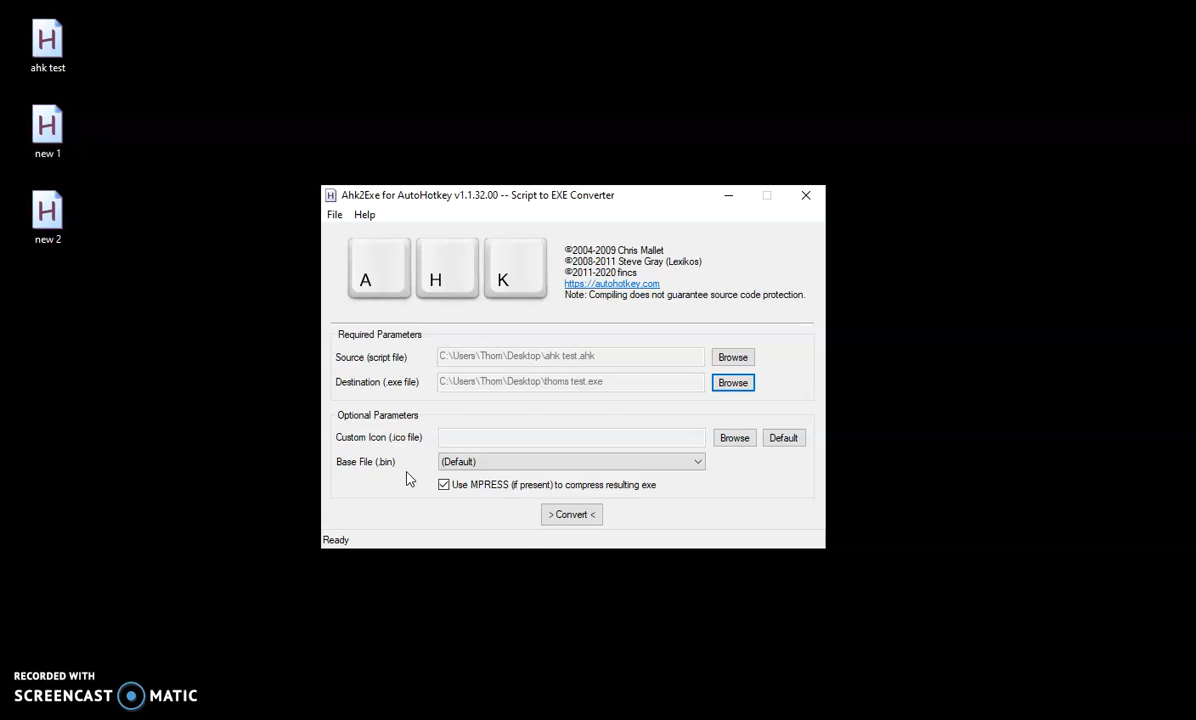 ahk test
new 1
new 2
Ahk2Exe for AutoHotkey v1.1.32.00 -- Script to EXE Converter
File Help
A H K
©2004-2009 Chris Mallet
©2008-2011 Steve Gray (Lexikos)
©2011-2020 fincs
https://autohotkey.com
Note: Compiling does not guarantee source code protection.
Required Parameters
Source (script file) C:\Users\Thom\Desktop\ahk test.ahk Browse
Destination (.exe file) C:\Users\Thom\Desktop\thoms test.exe Browse
Optional Parameters
Custom Icon (.ico file) Browse Default
Base File (.bin) (Default)
Use MPRESS (if present) to compress resulting exe
> Convert <
Ready
RECORDED WITH
SCREENCAST MATIC